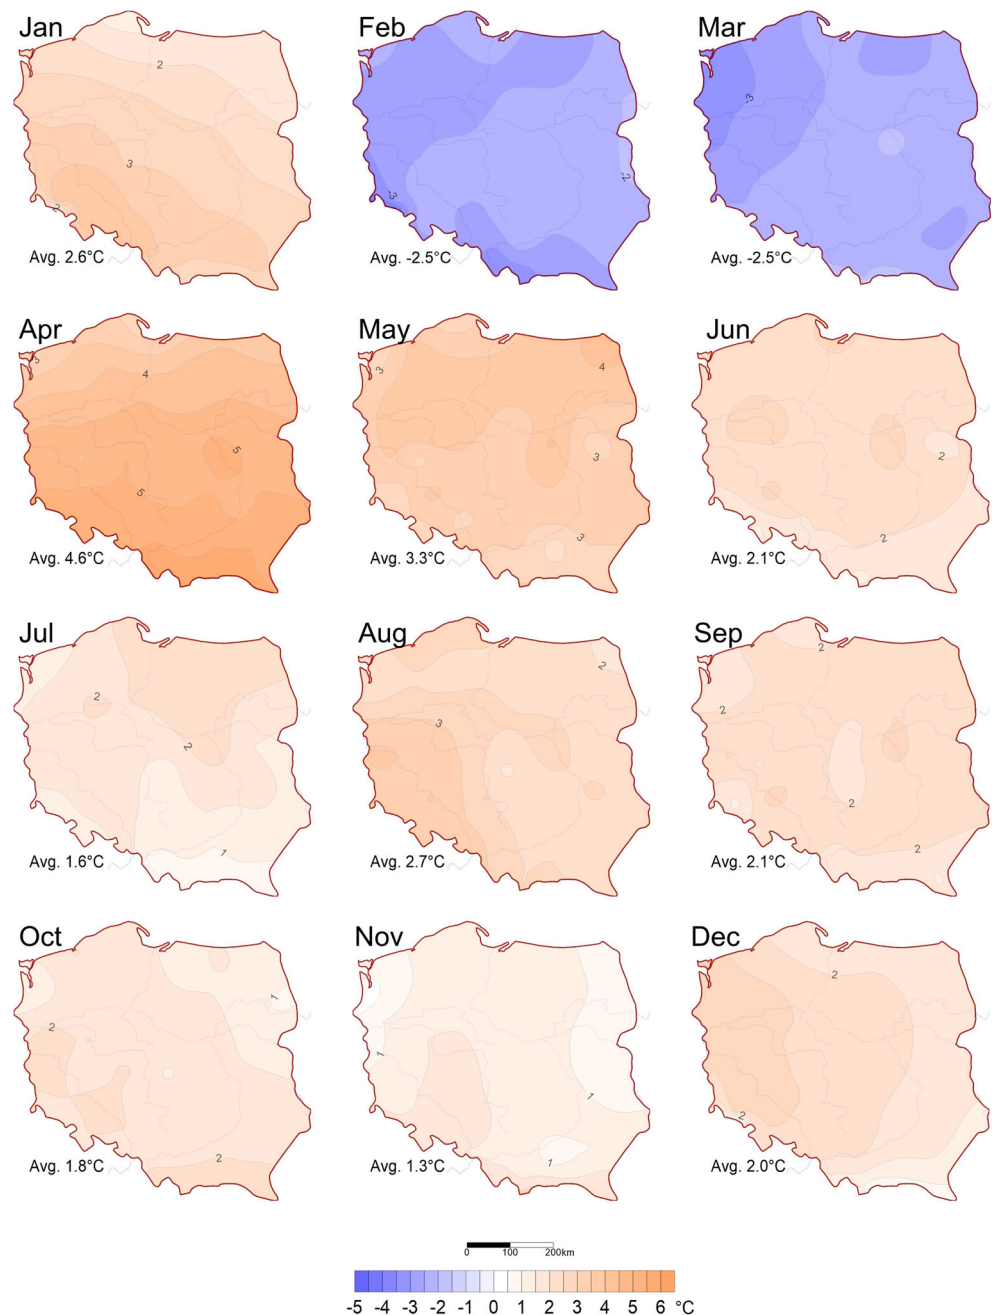 Jan
2
3
2
Avg. 2.6°C
Feb
-3
-2
Avg. -2.5°C
Mar
-3
Avg. -2.5°C
Apr
3
4
5
5
Avg. 4.6°C
May
3
4
3
3
Avg. 3.3°C
Jun
2
2
Avg. 2.1°C
Jul
2
2
1
Avg. 1.6°C
Aug
2
3
Avg. 2.7°C
Sep
2
2
2
2
Avg. 2.1°C
Oct
1
2
2
Avg. 1.8°C
Nov
1
1
1
Avg. 1.3°C
Dec
2
2
Avg. 2.0°C
0 100 200km
-5 -4 -3 -2 -1 0 1 2 3 4 5 6 °C